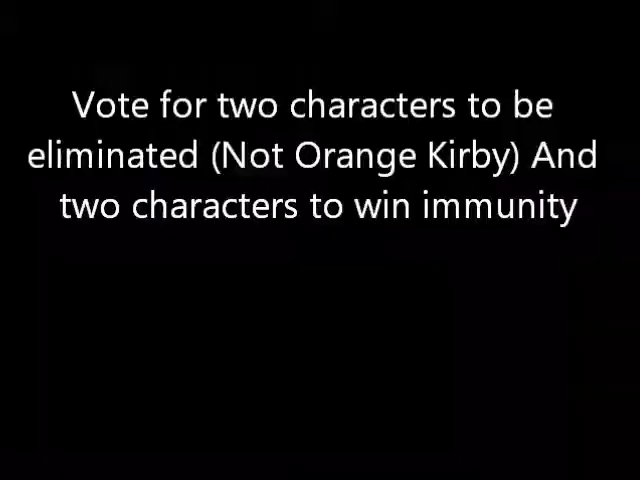 Vote for two characters to be
eliminated (Not Orange Kirby) And
two characters to win immunity